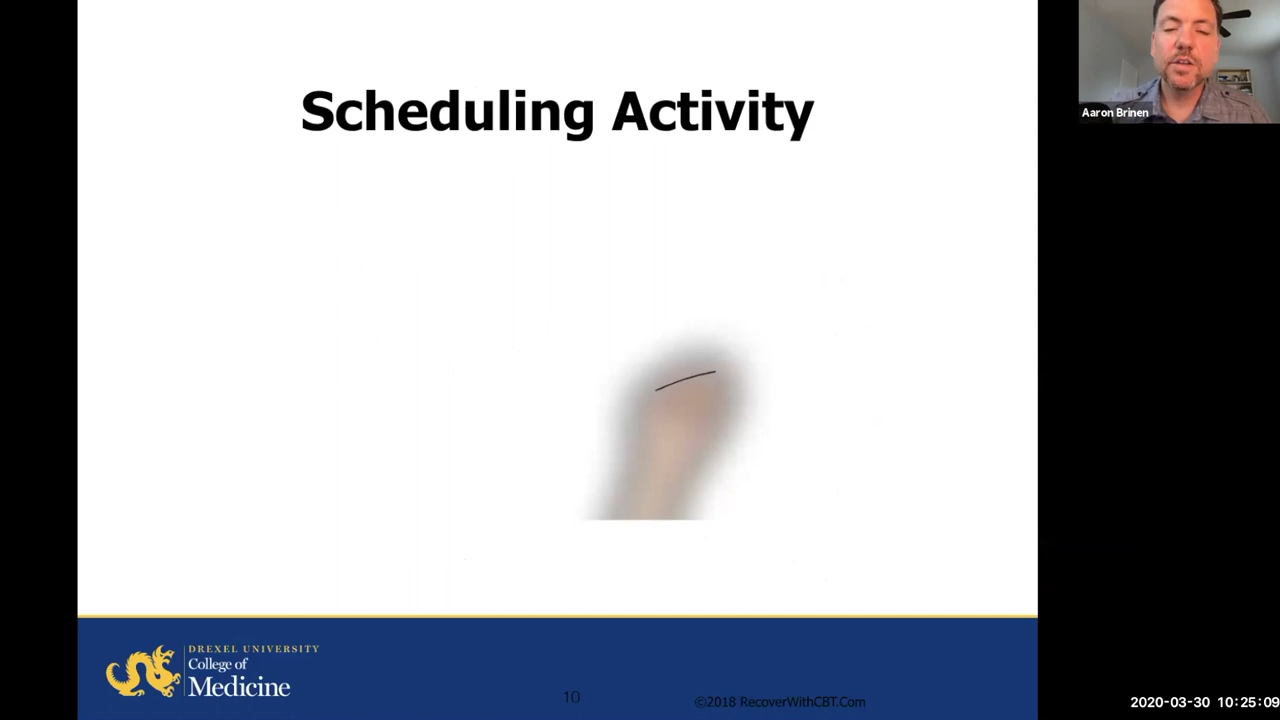 Scheduling Activity
Aaron Brinen
DREXEL UNIVERSITY
College of
Medicine
10
©2018 RecoverWithCBT.Com
2020-03-30 10:25:09